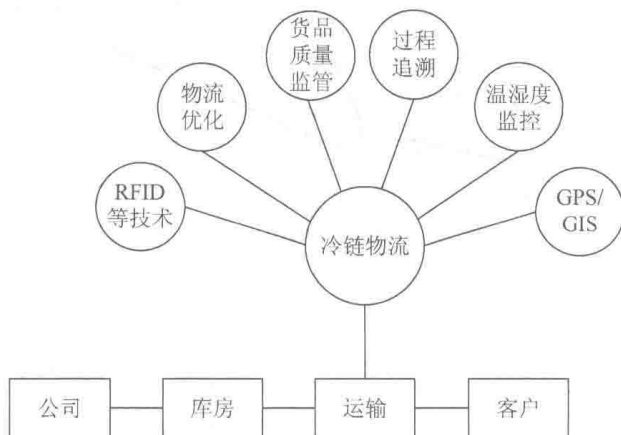 货品
质量
监管
过程
追溯
物流
优化
温湿度
监控
RFID
等技术
GPS/
GIS
冷链物流
公司
库房
运输
客户